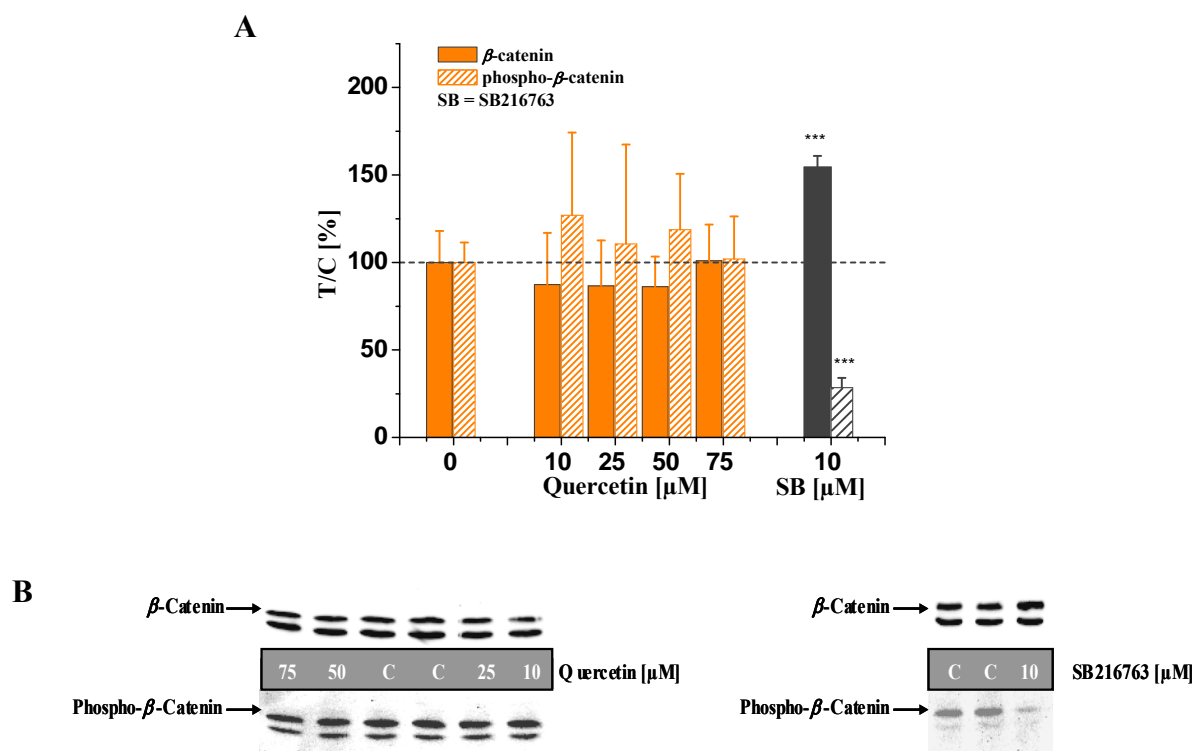 A
β-catenin
phospho-β-catenin
SB = SB216763
200
150
100
50
0
T/C [%]
***
***
0 10 25 50 75 10
Quercetin [µM] SB [µM]
B
β-Catenin
75 50 C C 25 10 Quercetin [µM]
Phospho-β-Catenin
β-Catenin
C C 10 SB216763 [µM]
Phospho-β-Catenin